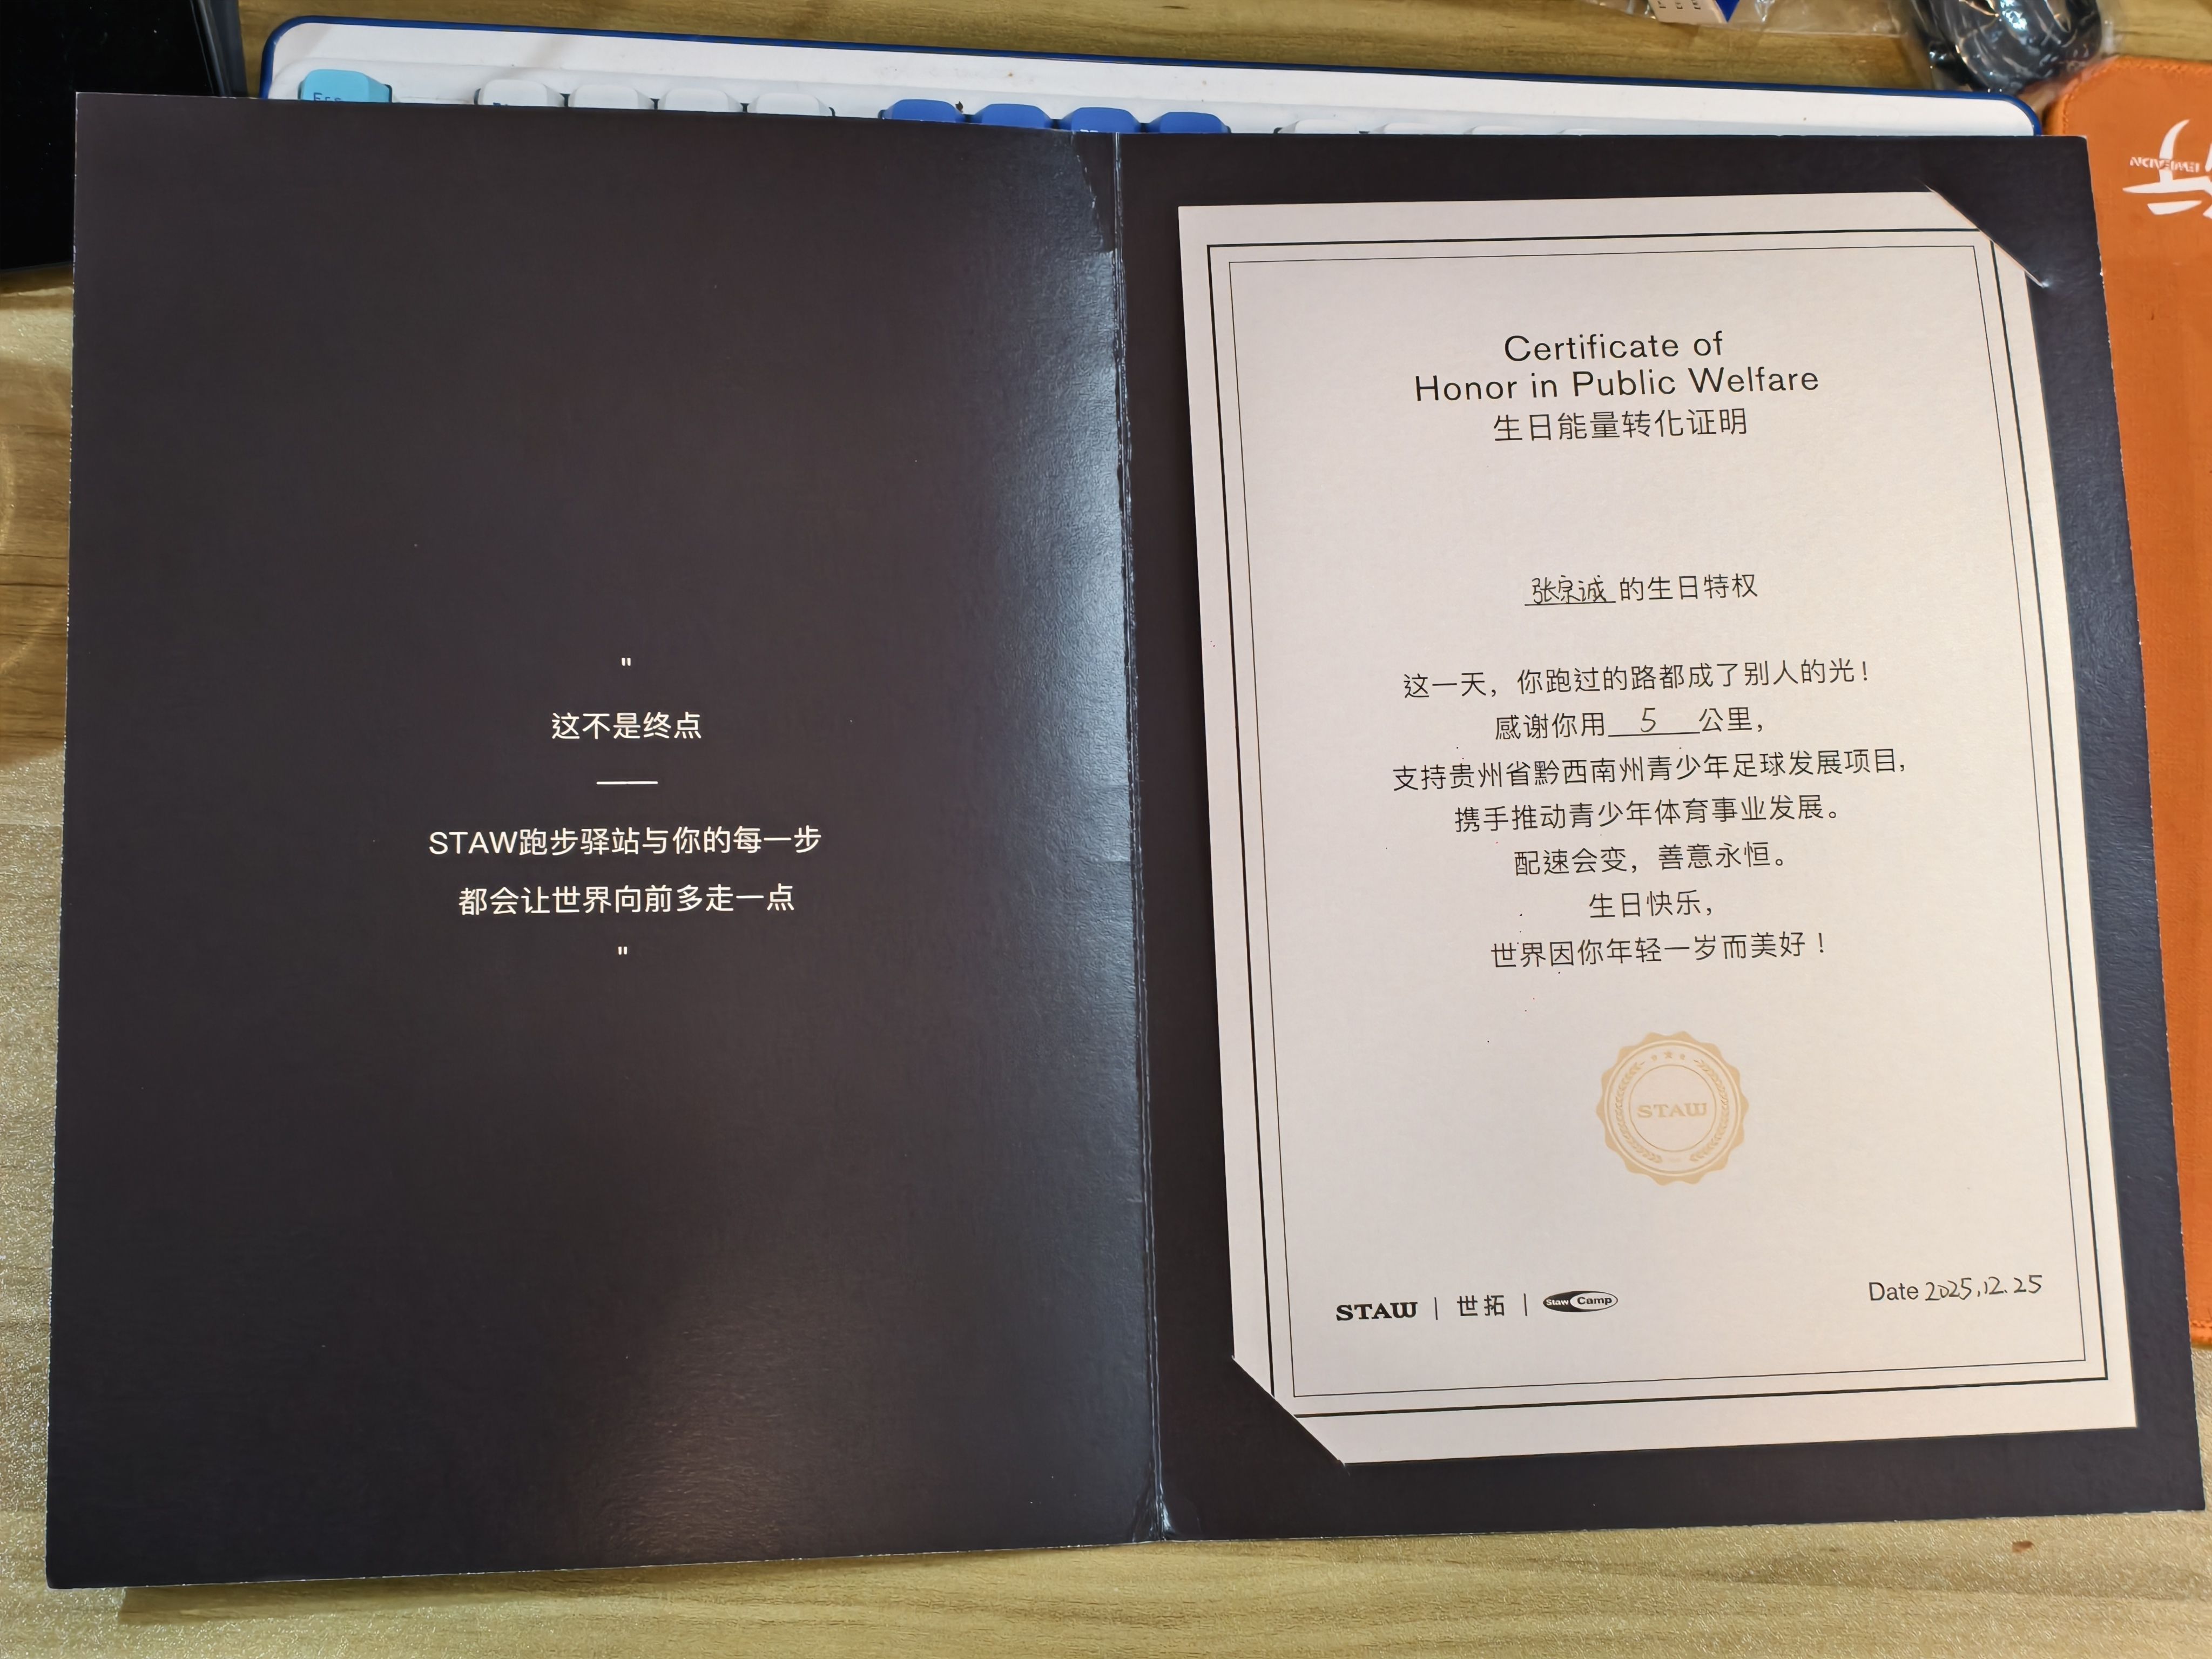 Esc
"
这不是终点
STAW跑步驿站与你的每一步
都会让世界向前多走一点
"
Certificate of
Honor in Public Welfare
生日能量转化证明
张宗诚 的生日特权
这一天，你跑过的路都成了别人的光！
感谢你用 5 公里，
支持贵州省黔西南州青少年足球发展项目，
携手推动青少年体育事业发展。
配速会变，善意永恒。
生日快乐，
世界因你年轻一岁而美好！
STAW
STAW | 世拓 | Staw Camp
Date 2025.12.25